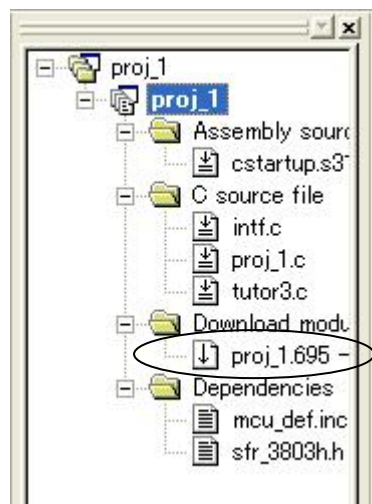 proj_1
proj_1
Assembly sourc
cstartup.s3
C source file
intf.c
proj_1.c
tutor3.c
Download modu
proj_1.695 -
Dependencies
mcu_def.inc
sfr_3803h.h